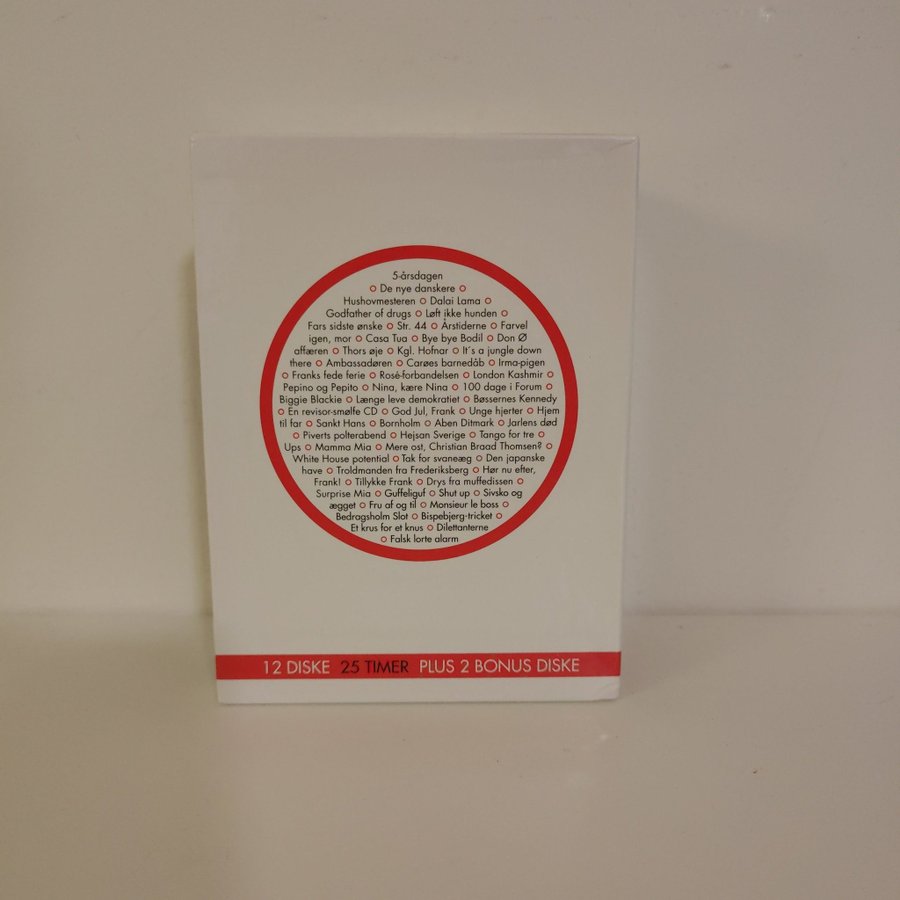 5-årsdagen
o De nye danskere o
Hushovmesteren o Dalai Lama o
Godfather of drugs o Løft ikke hunden o
Fars sidste ønske o Str. 44 o Årstiderne o Farvel
igen, mor o Casa Tua o Bye bye Bodil o Don Ø
affæren o Thors øje o Kgl. Hofnar o It´s a jungle down
there o Ambassadøren o Carøes barnedåb o Irma-pigen
o Franks fede ferie o Rosé-forbandelsen o London Kashmir o
Pepino og Pepito o Nina, kære Nina o 100 dage i Forum o
Biggie Blackie o Længe leve demokratiet o Bøssernes Kennedy
o En revisor-smølfe CD o God Jul, Frank o Unge hjerter o Hjem
til far o Sankt Hans o Bornholm o Aben Ditmark o Jarlens død
o Piverts polterabend o Hejsan Sverige o Tango for tre o
Ups o Mamma Mia o Mere ost, Christian Braad Thomsen? o
White House potential o Tak for svaneæg o Den japanske
have o Troldmanden fra Frederiksberg o Hør nu efter,
Frank! o Tillykke Frank o Drys fra muffedissen o
Surprise Mia o Guffeliguf o Shut up o Sivsko og
ægget o Fru af og til o Monsieur le boss o
Bedragsholm Slot o Bispebjerg-tricket o
Et krus for et knus o Dilettanterne
o Falsk lorte alarm
12 DISKE 25 TIMER PLUS 2 BONUS DISKE